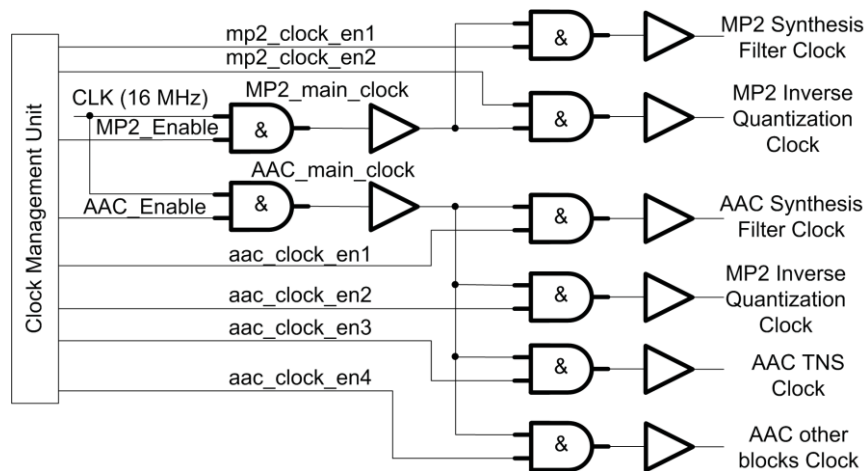 mp2_clock_en1
MP2 Synthesis
Filter Clock
&
mp2_clock_en2
CLK (16 MHz)
MP2_main_clock
MP2 Inverse
Quantization
Clock
&
MP2_Enable
&
AAC_main_clock
AAC_Enable
&
AAC Synthesis
Filter Clock
&
aac_clock_en1
MP2 Inverse
Quantization
Clock
&
aac_clock_en2
aac_clock_en3
AAC TNS
Clock
&
aac_clock_en4
AAC other
blocks Clock
&
Clock Management Unit